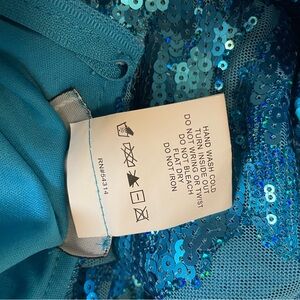 HAND WASH COLD
TURN INSIDE OUT
DO NOT WRING OR TWIST
DO NOT BLEACH
FLAT DRY
DO NOT IRON
RN#64314